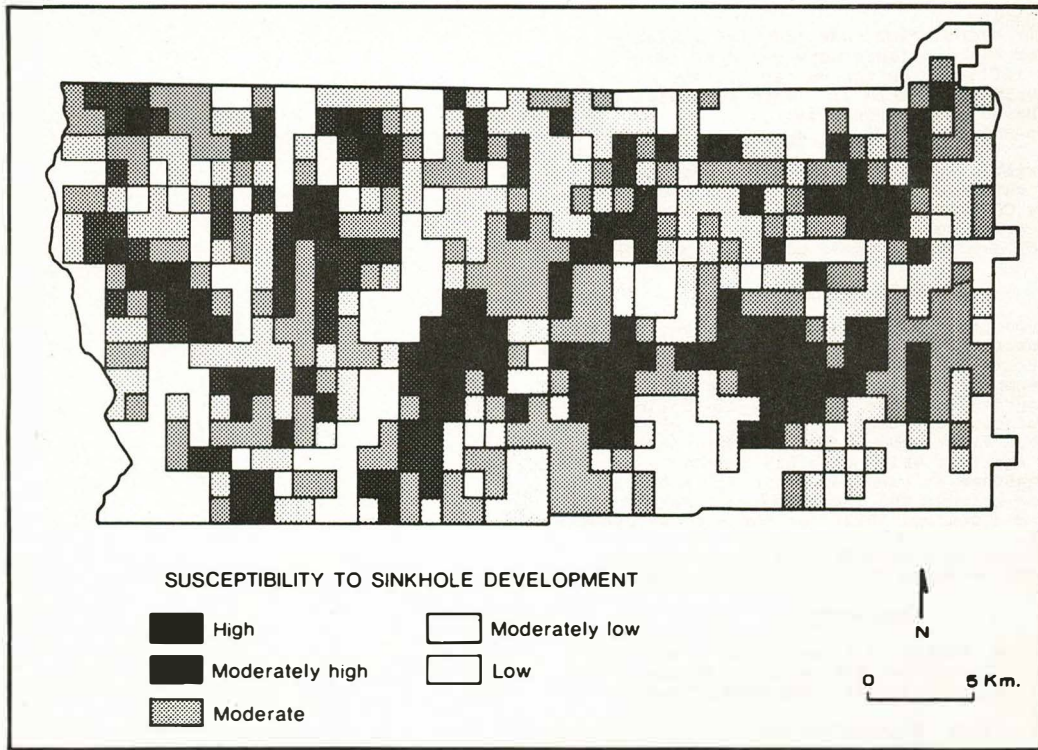 SUSCEPTIBILITY TO SINKHOLE DEVELOPMENT
High
Moderately high
Moderate
Moderately low
Low
N
0 5 Km.